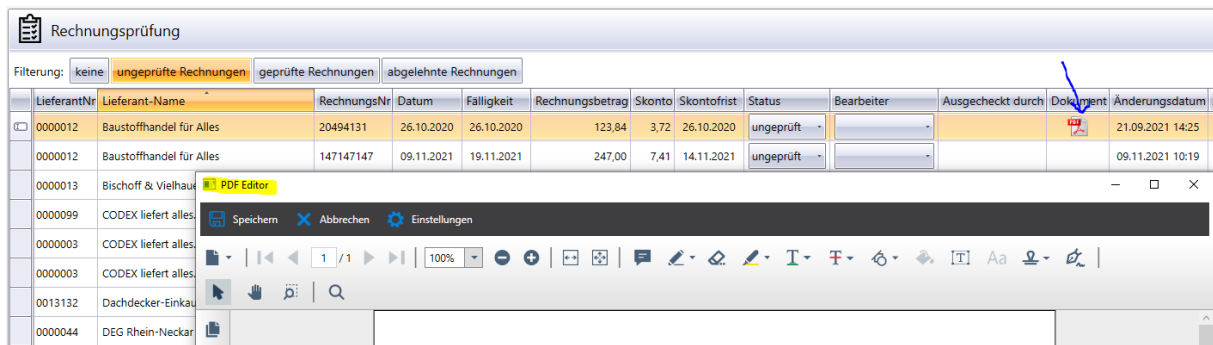 Rechnungsprüfung
Filterung: keine ungeprüfte Rechnungen geprüfte Rechnungen abgelehnte Rechnungen
LieferantNr Lieferant-Name RechnungsNr Datum Fälligkeit Rechnungsbetrag Skonto Skontofrist Status Bearbeiter Ausgecheckt durch Dokument Änderungsdatum
0000012 Baustoffhandel für Alles 20494131 26.10.2020 26.10.2020 123,84 3,72 26.10.2020 ungeprüft PDF 21.09.2021 14:25
0000012 Baustoffhandel für Alles 147147147 09.11.2021 19.11.2021 247,00 7,41 14.11.2021 ungeprüft 09.11.2021 10:19
0000013 Bischoff & Vielhaue
PDF Editor
0000099 CODEX liefert alles.
Speichern Abbrechen Einstellungen
0000003 CODEX liefert alles.
1 / 1 100% T T T Aa
0000003 CODEX liefert alles.
0013132 Dachdecker-Einkau
0000044 DEG Rhein-Neckar